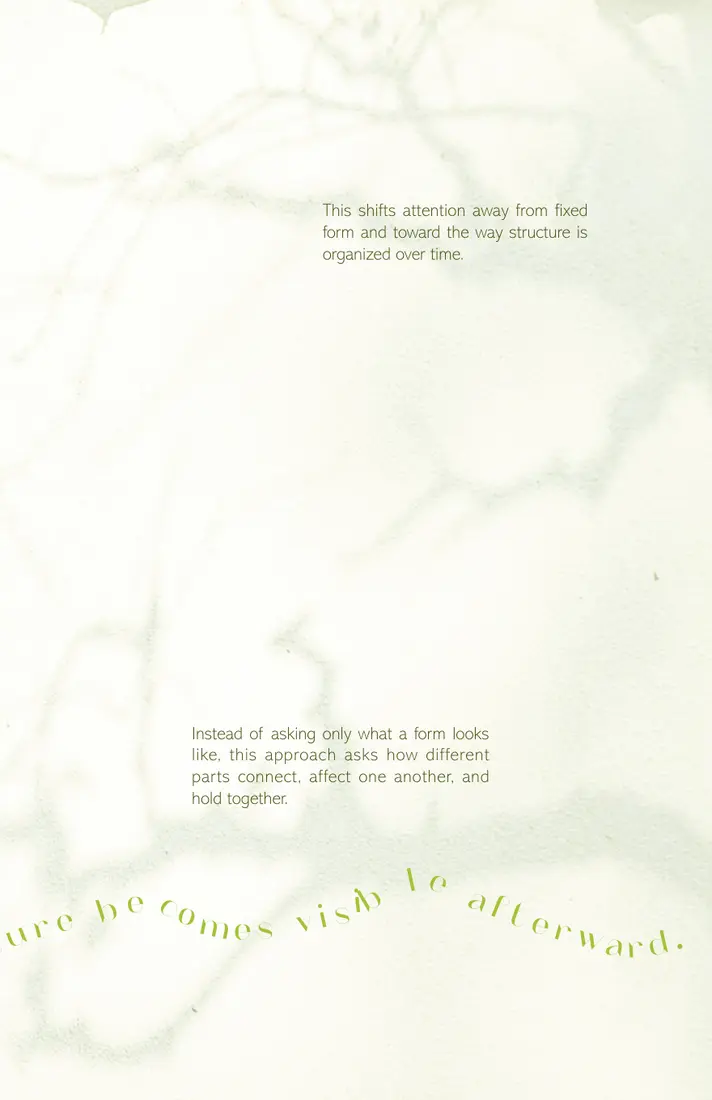 This shifts attention away from fixed
form and toward the way structure is
organized over time.
Instead of asking only what a form looks
like, this approach asks how different
parts connect, affect one another, and
hold together.
ure becomes visible afterward.